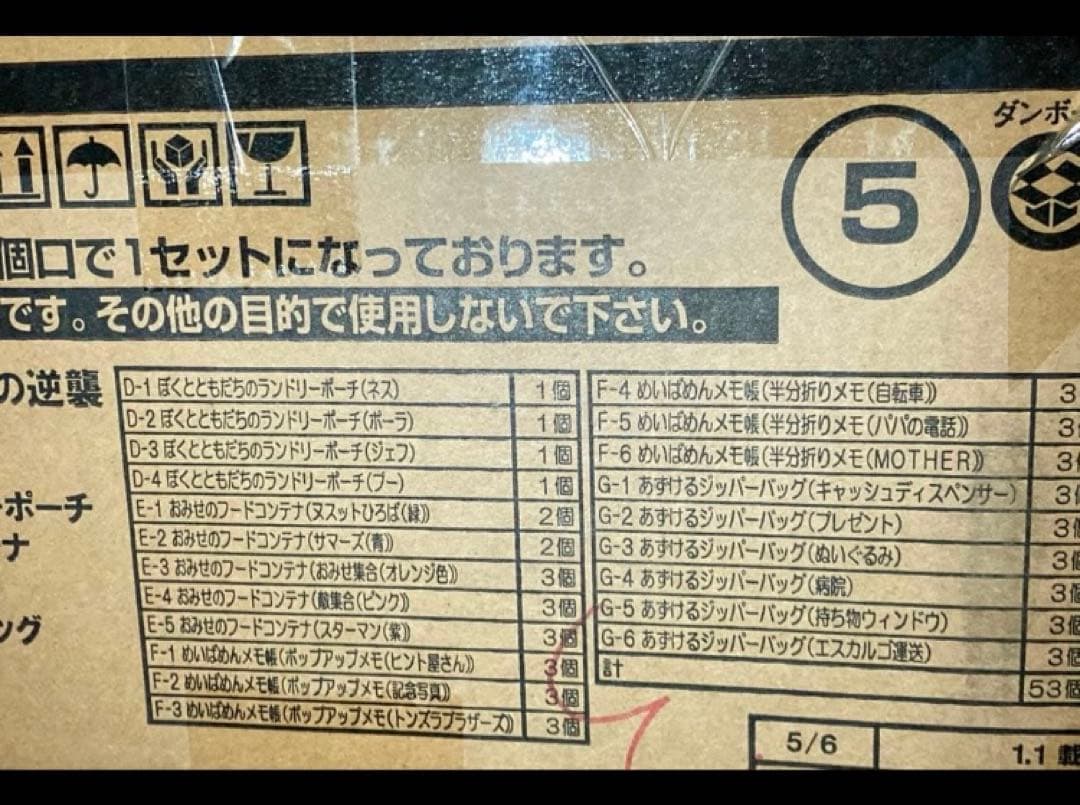 ダンボー
5
個口で1セットになっております。
です。その他の目的で使用しないで下さい。
の逆襲
ーポーチ
ナ
ッグ
D-1 ぼくとともだちのランドリーポーチ(ネス) 1個
D-2 ぼくとともだちのランドリーポーチ(ポーラ) 1個
D-3 ぼくとともだちのランドリーポーチ(ジェフ) 1個
D-4 ぼくとともだちのランドリーポーチ(プー) 1個
E-1 おみせのフードコンテナ(ヌスットひろば(緑)) 2個
E-2 おみせのフードコンテナ(サマーズ(青)) 2個
E-3 おみせのフードコンテナ(おみせ集合(オレンジ色)) 3個
E-4 おみせのフードコンテナ(敵集合(ピンク)) 3個
E-5 おみせのフードコンテナ(スターマン(紫)) 3個
F-1 めいばめんメモ帳(ポップアップメモ(ヒント屋さん)) 3個
F-2 めいばめんメモ帳(ポップアップメモ(記念写真)) 3個
F-3 めいばめんメモ帳(ポップアップメモ(トンズラブラザーズ)) 3個
F-4 めいばめんメモ帳(半分折りメモ(自転車)) 3
F-5 めいばめんメモ帳(半分折りメモ(パパの電話)) 3個
F-6 めいばめんメモ帳(半分折りメモ(MOTHER)) 3個
G-1 あずけるジッパーバッグ(キャッシュディスペンサー) 3個
G-2 あずけるジッパーバッグ(プレゼント) 3個
G-3 あずけるジッパーバッグ(ぬいぐるみ) 3個
G-4 あずけるジッパーバッグ(病院) 3個
G-5 あずけるジッパーバッグ(持ち物ウィンドウ) 3個
G-6 あずけるジッパーバッグ(エスカルゴ運送) 3個
計 53個
5/6 1.1 載